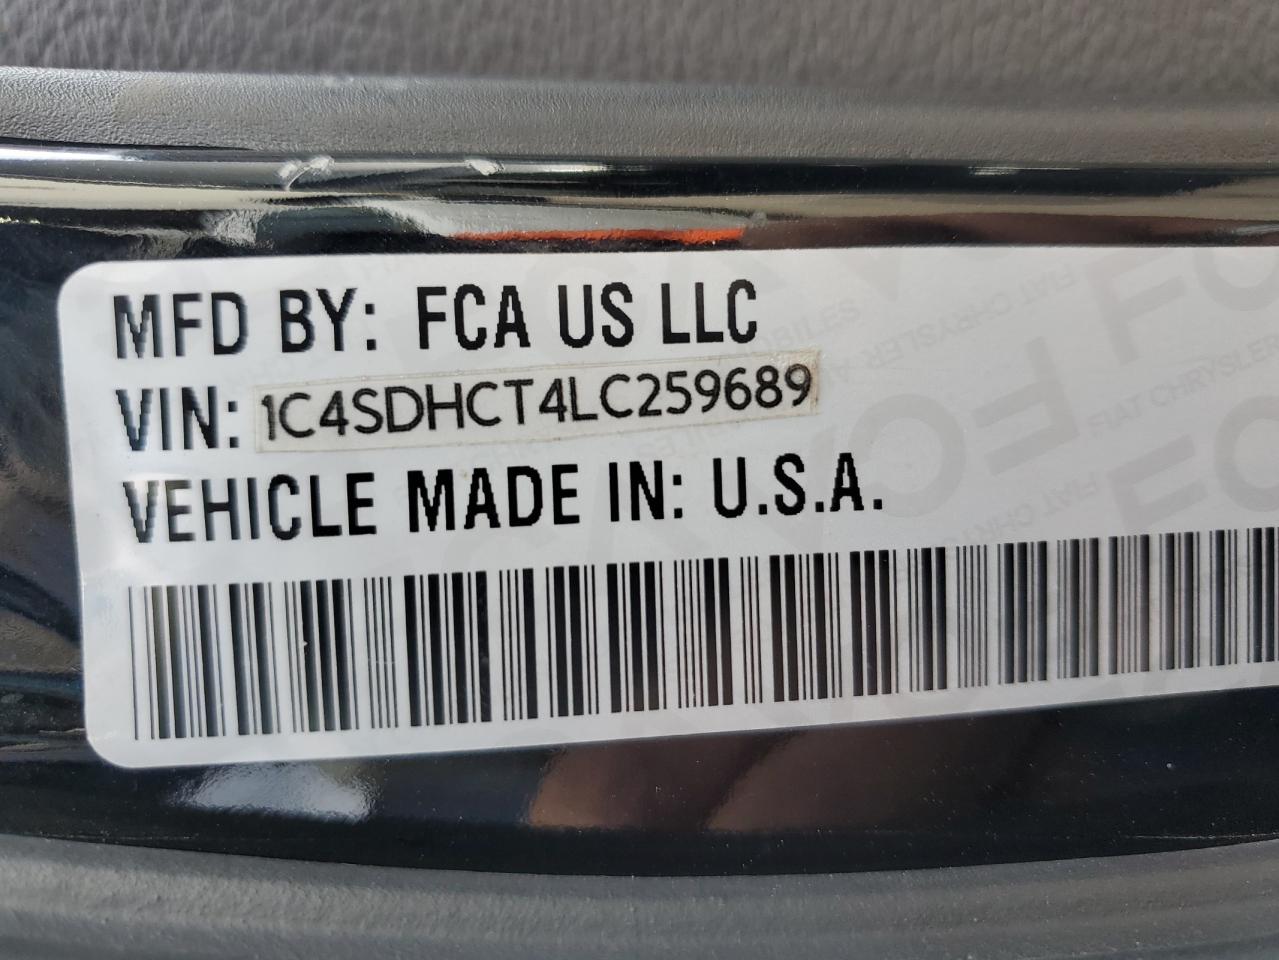 MFD BY: FCA US LLC
VIN: 1C4SDHCT4LC259689
VEHICLE MADE IN: U.S.A.